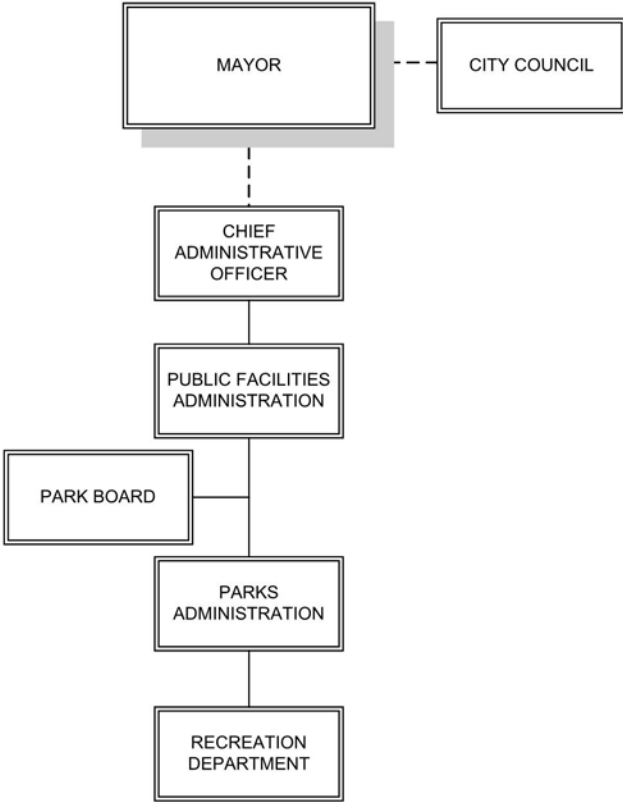 MAYOR
CITY COUNCIL
CHIEF
ADMINISTRATIVE
OFFICER
PUBLIC FACILITIES
ADMINISTRATION
PARK BOARD
PARKS
ADMINISTRATION
RECREATION
DEPARTMENT